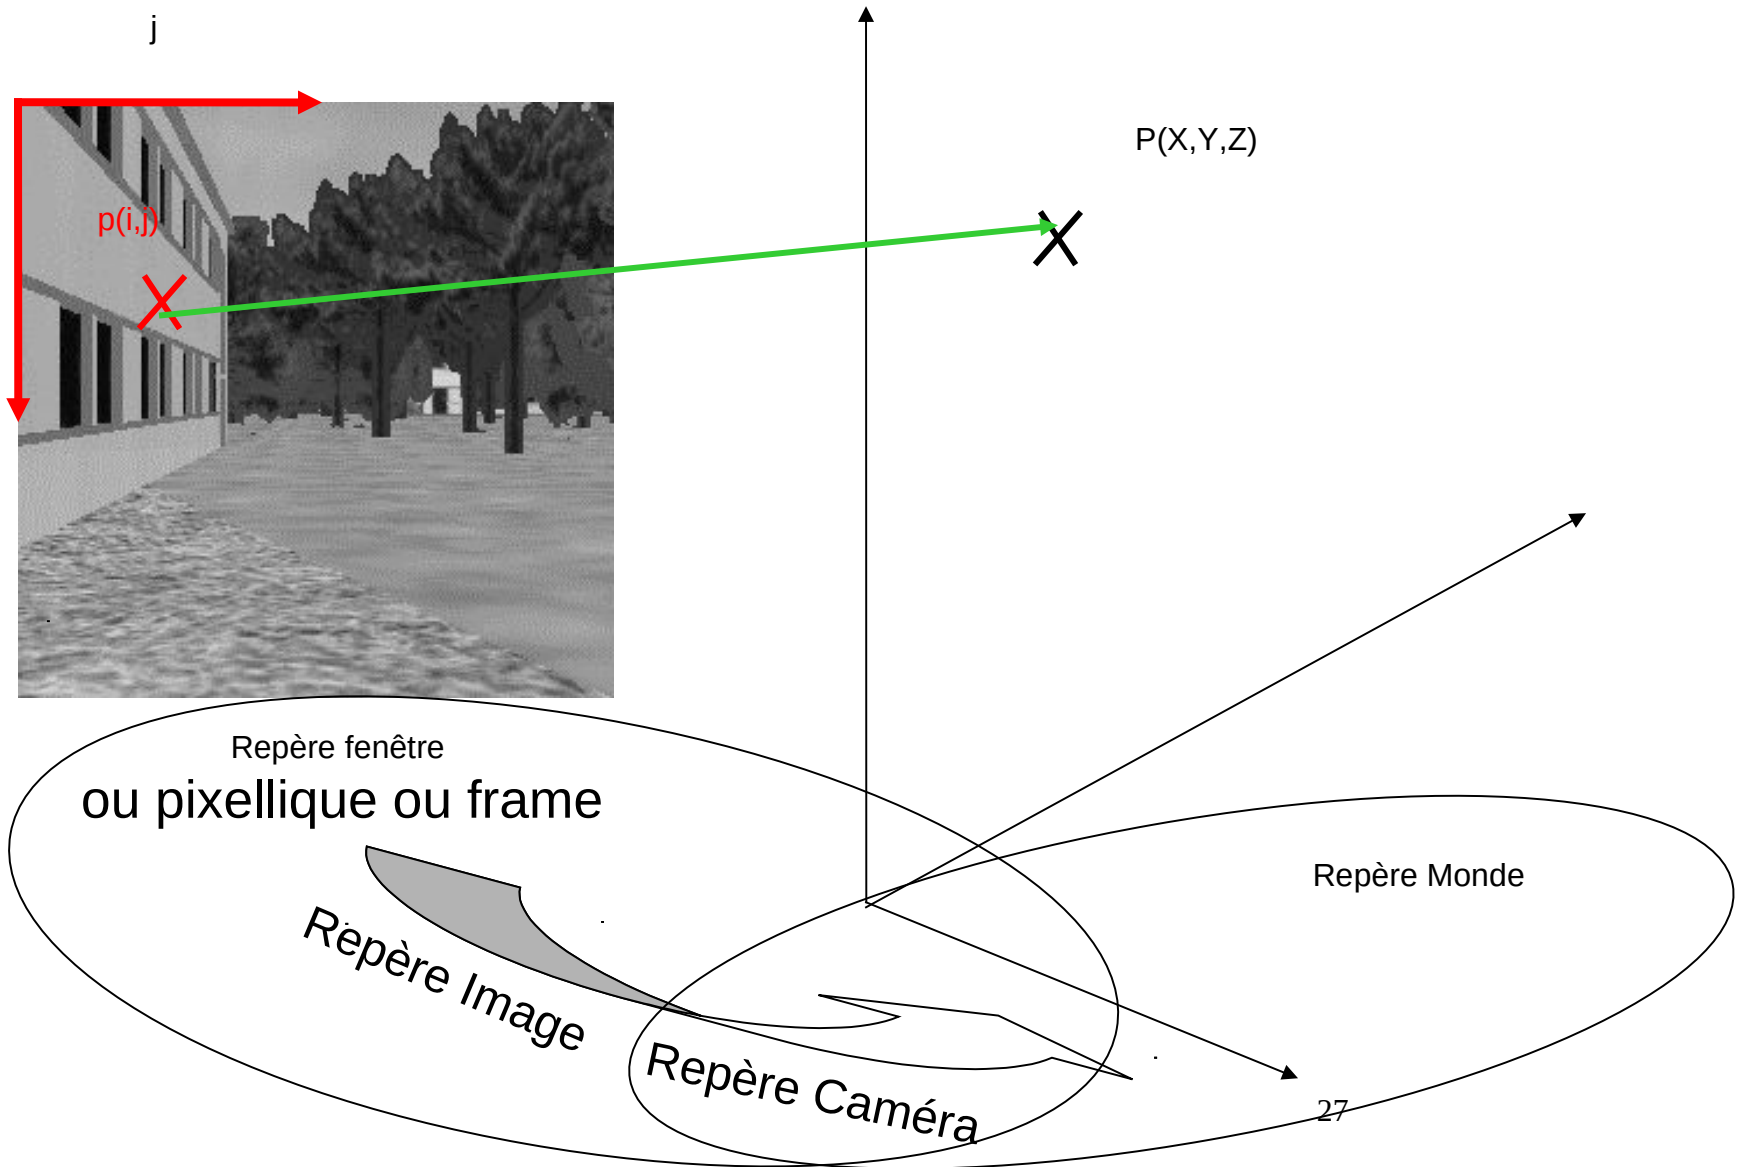 j
P(X,Y,Z)
p(i,j)
Repère fenêtre
ou pixellique ou frame
Repère Monde
Repère Image
Repère Caméra
27